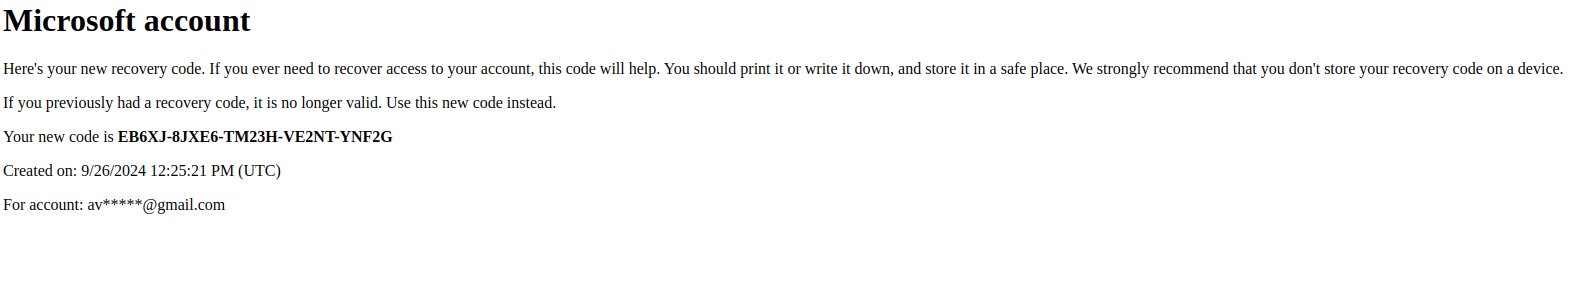 Microsoft account
Here's your new recovery code. If you ever need to recover access to your account, this code will help. You should print it or write it down, and store it in a safe place. We strongly recommend that you don't store your recovery code on a device.
If you previously had a recovery code, it is no longer valid. Use this new code instead.
Your new code is EB6XJ-8JXE6-TM23H-VE2NT-YNF2G
Created on: 9/26/2024 12:25:21 PM (UTC)
For account: av*****@gmail.com